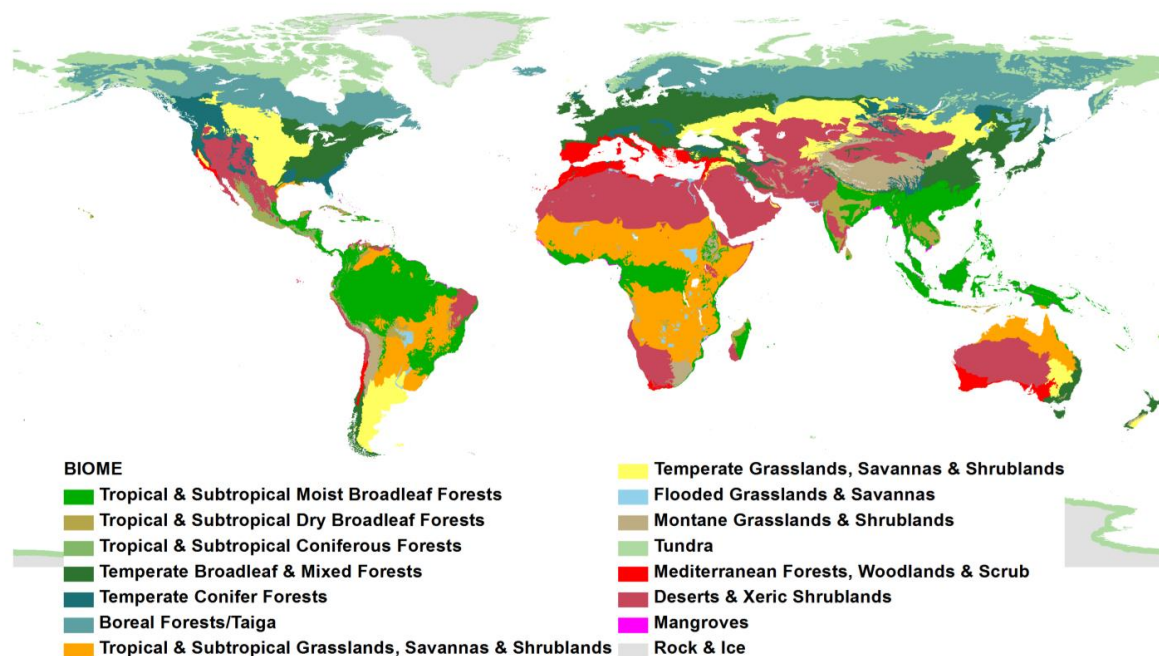 BIOME
Tropical & Subtropical Moist Broadleaf Forests
Tropical & Subtropical Dry Broadleaf Forests
Tropical & Subtropical Coniferous Forests
Temperate Broadleaf & Mixed Forests
Temperate Conifer Forests
Boreal Forests/Taiga
Tropical & Subtropical Grasslands, Savannas & Shrublands
Temperate Grasslands, Savannas & Shrublands
Flooded Grasslands & Savannas
Montane Grasslands & Shrublands
Tundra
Mediterranean Forests, Woodlands & Scrub
Deserts & Xeric Shrublands
Mangroves
Rock & Ice